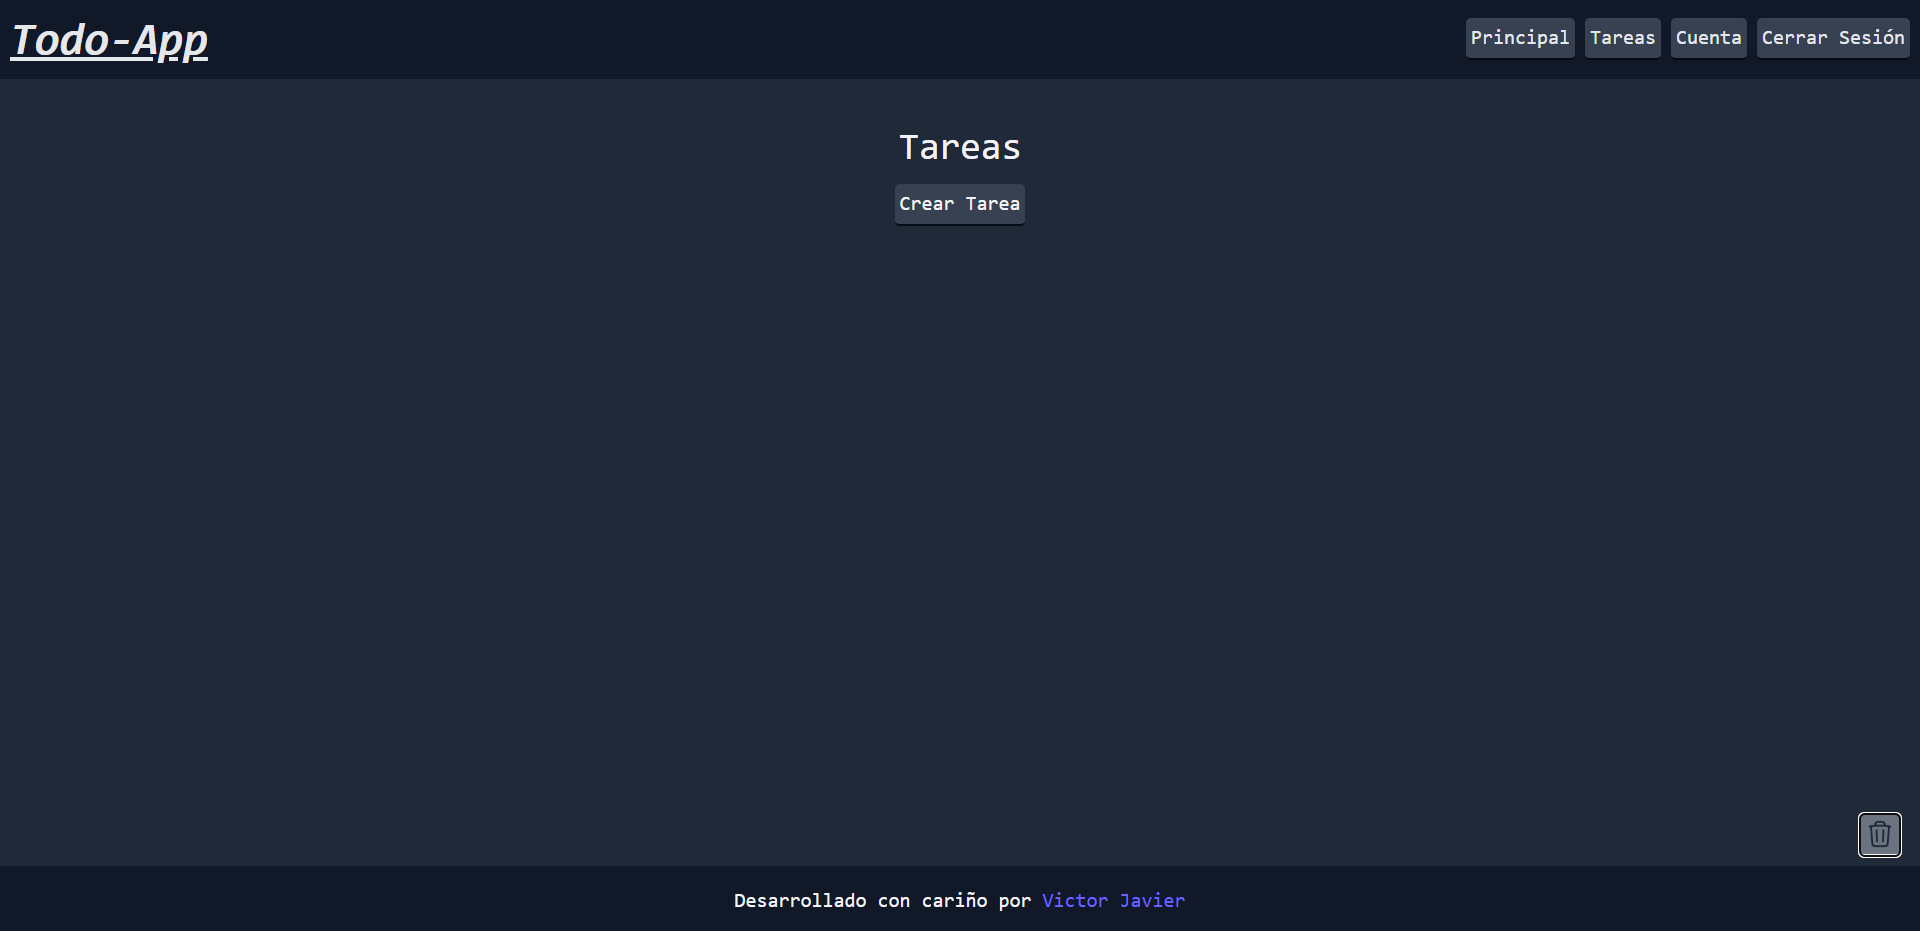 Todo-App
Principal Tareas Cuenta Cerrar Sesión
Tareas
Crear Tarea
Desarrollado con cariño por Victor Javier